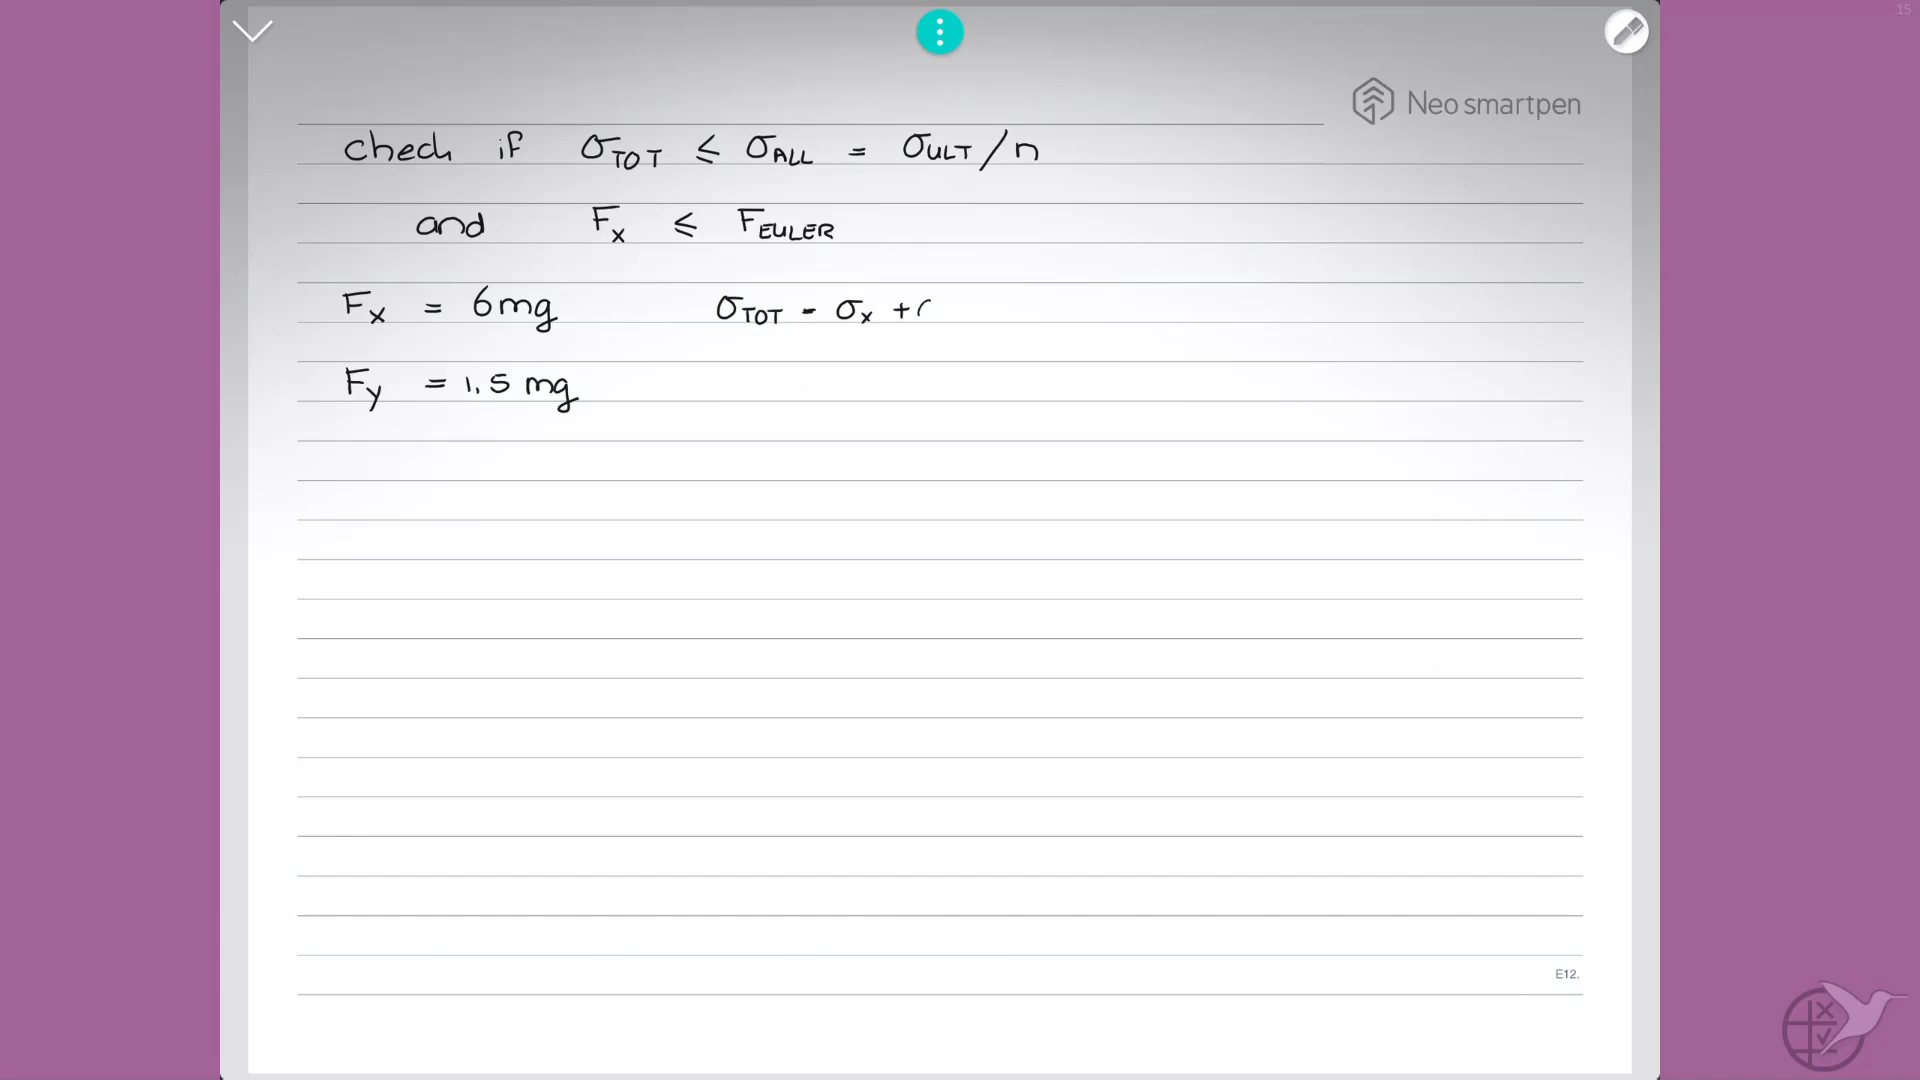 15
Neo smartpen
Check if σTOT ≤ σALL = σULT/n
and Fx ≤ FEULER
Fx = 6mg σTOT - σx +
Fy = 1,5 mg
E12.